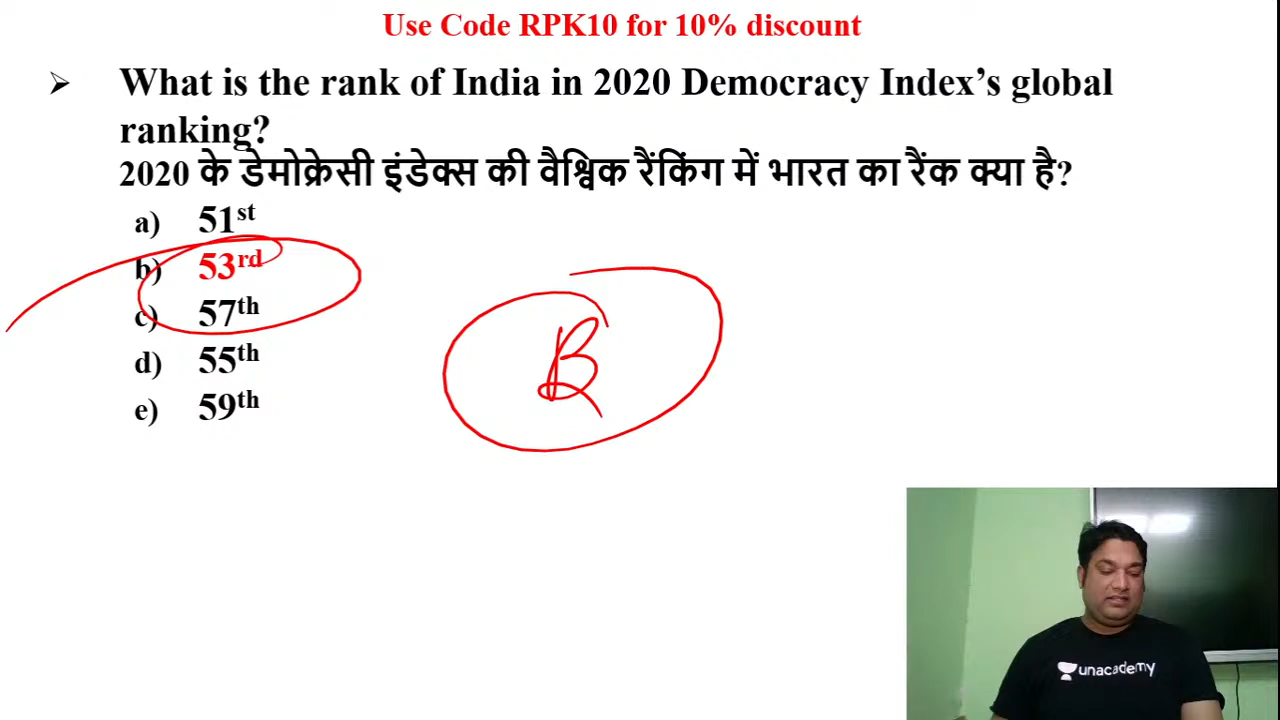 Use Code RPK10 for 10% discount
➤ What is the rank of India in 2020 Democracy Index’s global
ranking?
2020 के डेमोक्रेसी इंडेक्स की वैश्विक रैंकिंग में भारत का रैंक क्या है?
a) 51st
b) 53rd
c) 57th
d) 55th
e) 59th
B
unacademy